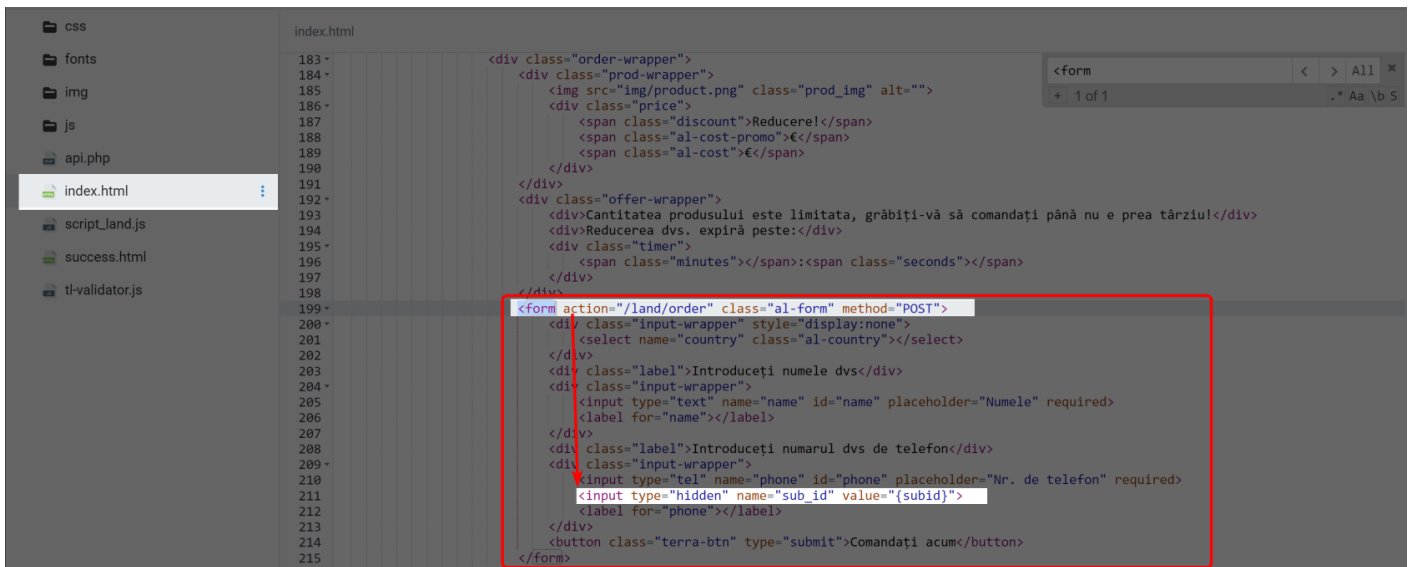 css
fonts
img
js
api.php
index.html
script_land.js
success.html
tl-validator.js
index.html
<form
All
+ 1 of 1
.* Aa \b S
183 <div class="order-wrapper">
184 <div class="prod-wrapper">
185 <img src="img/product.png" class="prod_img" alt="">
186 <div class="price">
187 <span class="discount">Reducere!</span>
188 <span class="al-cost-promo">€</span>
189 <span class="al-cost">€</span>
190 </div>
191 </div>
192 <div class="offer-wrapper">
193 <div>Cantitatea produsului este limitata, grăbiți-vă să comandați până nu e prea târziu!</div>
194 <div>Reducerea dvs. expiră peste:</div>
195 <div class="timer">
196 <span class="minutes"></span>:<span class="seconds"></span>
197 </div>
198 </div>
199 <form action="/land/order" class="al-form" method="POST">
200 <div class="input-wrapper" style="display:none">
201 <select name="country" class="al-country"></select>
202 </div>
203 <div class="label">Introduceți numele dvs</div>
204 <div class="input-wrapper">
205 <input type="text" name="name" id="name" placeholder="Numele" required>
206 <label for="name"></label>
207 </div>
208 <div class="label">Introduceți numarul dvs de telefon</div>
209 <div class="input-wrapper">
210 <input type="tel" name="phone" id="phone" placeholder="Nr. de telefon" required>
211 <input type="hidden" name="sub_id" value="{subid}">
212 <label for="phone"></label>
213 </div>
214 <button class="terra-btn" type="submit">Comandați acum</button>
215 </form>